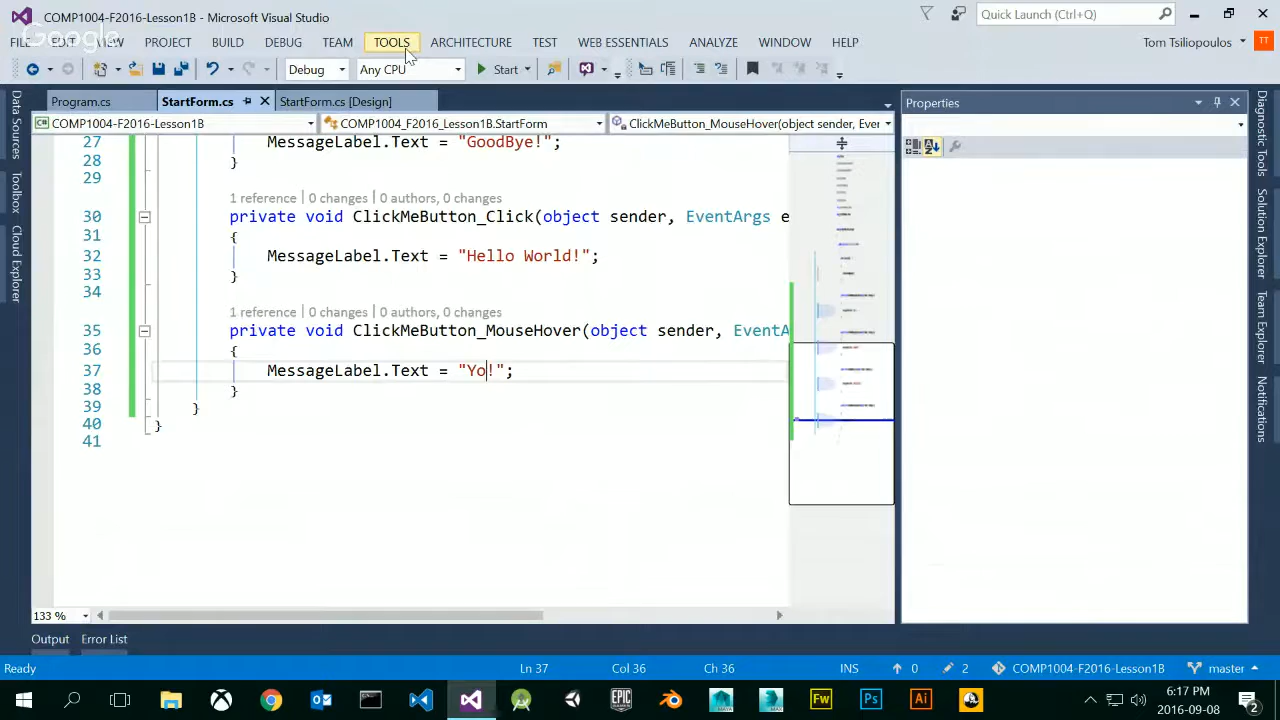 COMP1004-F2016-Lesson1B - Microsoft Visual Studio
Quick Launch (Ctrl+Q)
Google
PROJECT BUILD DEBUG TEAM TOOLS ARCHITECTURE TEST WEB ESSENTIALS ANALYZE WINDOW HELP
Tom Tsiliopoulos TT
Debug Any CPU Start
Program.cs StartForm.cs StartForm.cs [Design]
Properties
COMP1004-F2016-Lesson1B COMP1004_F2016_Lesson1B.StartForm ClickMeButton_MouseHover(object sender, Ever
27 MessageLabel.Text = "GoodBye!";
28 }
29
1 reference | 0 changes | 0 authors, 0 changes
30 private void ClickMeButton_Click(object sender, EventArgs e
31 {
32 MessageLabel.Text = "Hello World!";
33 }
34
1 reference | 0 changes | 0 authors, 0 changes
35 private void ClickMeButton_MouseHover(object sender, EventA
36 {
37 MessageLabel.Text = "Yo!";
38 }
39 }
40 }
41
133 %
Data Sources
Toolbox
Cloud Explorer
Diagnostic Tools
Solution Explorer
Team Explorer
Notifications
Output Error List
Ready Ln 37 Col 36 Ch 36 INS 0 2 COMP1004-F2016-Lesson1B master
Fw Ps Ai
6:17 PM
2016-09-08
2